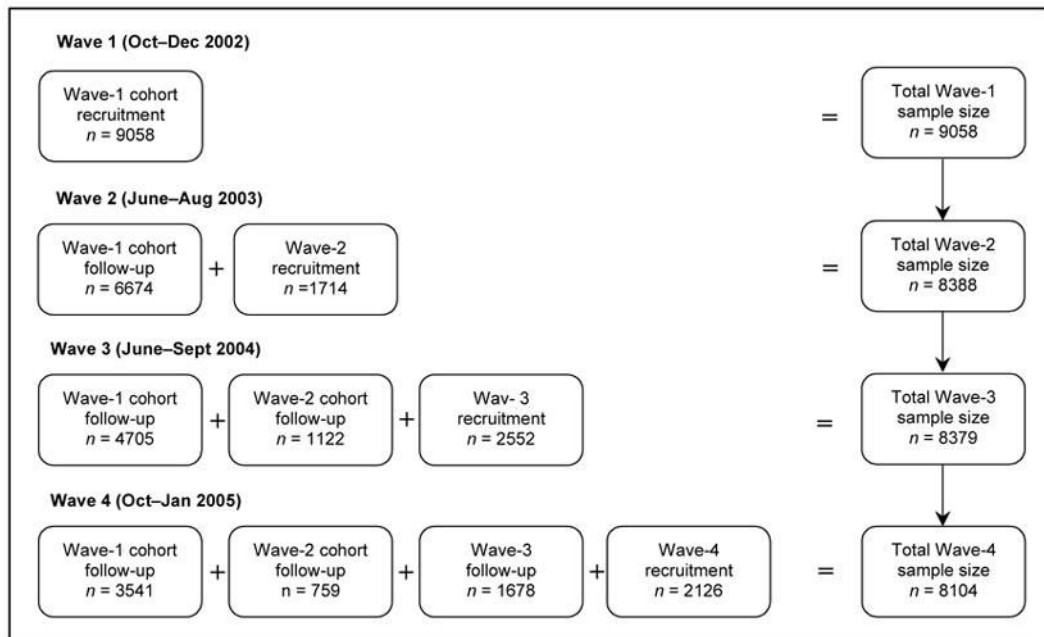 Wave 1 (Oct–Dec 2002)
Wave-1 cohort
recruitment
n = 9058
=
Total Wave-1
sample size
n = 9058
Wave 2 (June–Aug 2003)
Wave-1 cohort
follow-up
n = 6674
+
Wave-2
recruitment
n =1714
=
Total Wave-2
sample size
n = 8388
Wave 3 (June–Sept 2004)
Wave-1 cohort
follow-up
n = 4705
+
Wave-2 cohort
follow-up
n = 1122
+
Wav- 3
recruitment
n = 2552
=
Total Wave-3
sample size
n = 8379
Wave 4 (Oct–Jan 2005)
Wave-1 cohort
follow-up
n = 3541
+
Wave-2 cohort
follow-up
n = 759
+
Wave-3
follow-up
n = 1678
+
Wave-4
recruitment
n = 2126
=
Total Wave-4
sample size
n = 8104